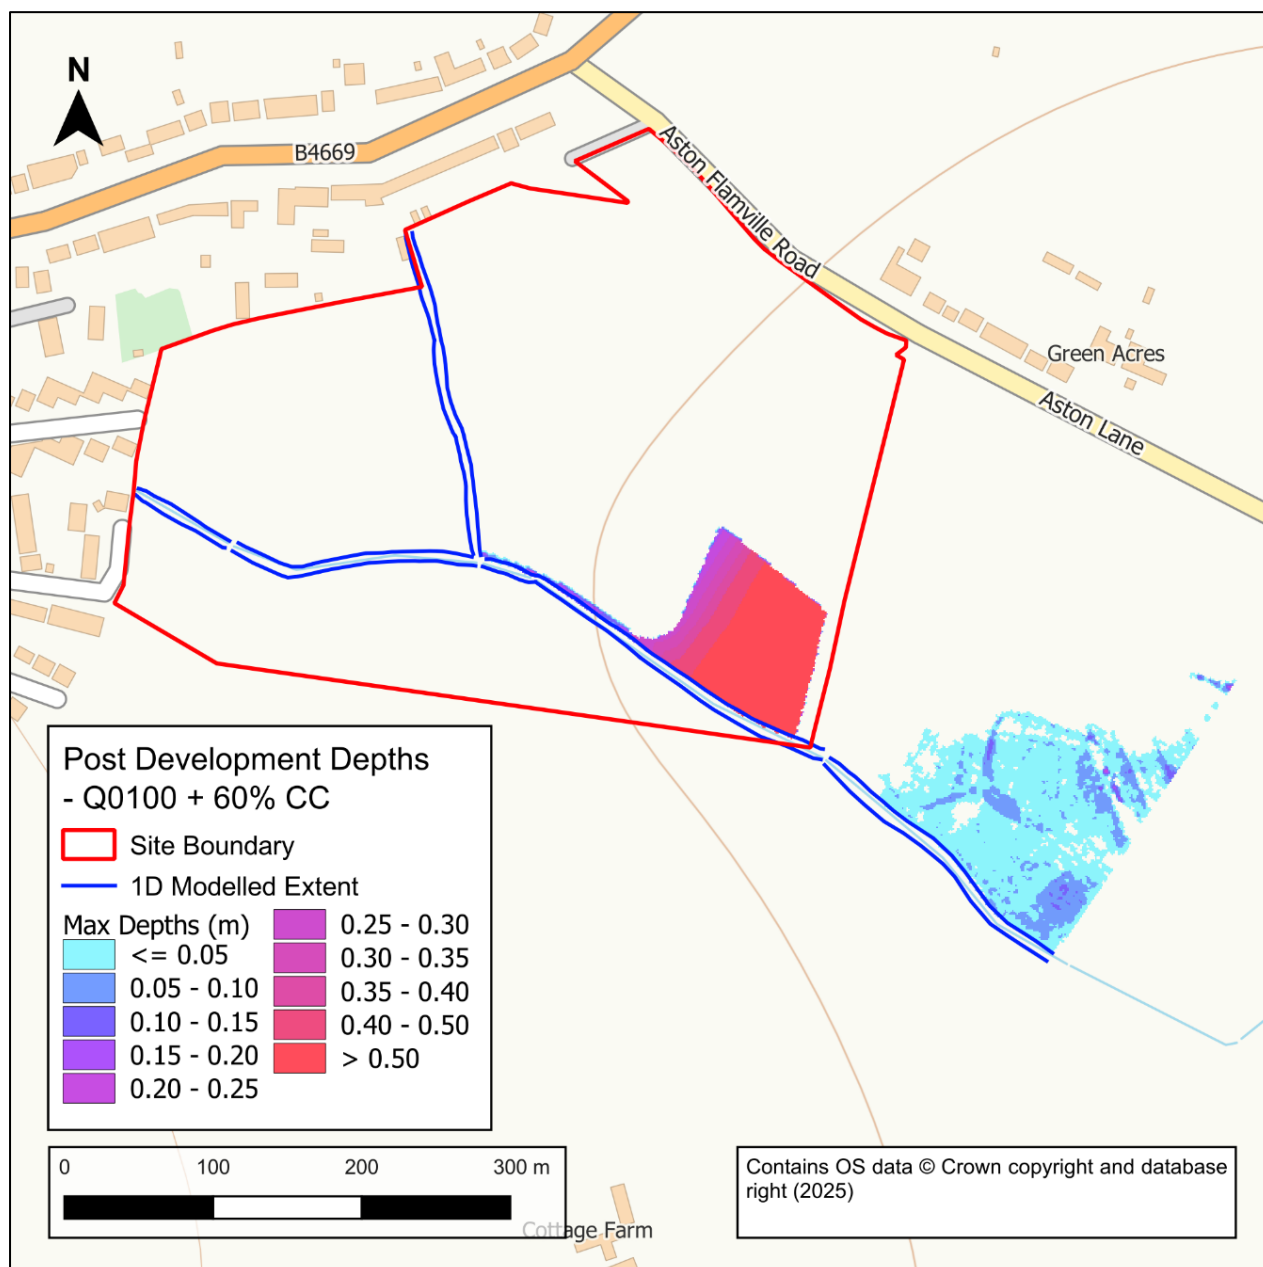 N
B4669
Aston Flamville Road
Green Acres
Aston Lane
Post Development Depths
- Q0100 + 60% CC
Site Boundary
1D Modelled Extent
Max Depths (m)
<= 0.05
0.05 - 0.10
0.10 - 0.15
0.15 - 0.20
0.20 - 0.25
0.25 - 0.30
0.30 - 0.35
0.35 - 0.40
0.40 - 0.50
> 0.50
0 100 200 300 m
Cottage Farm
Contains OS data © Crown copyright and database
right (2025)